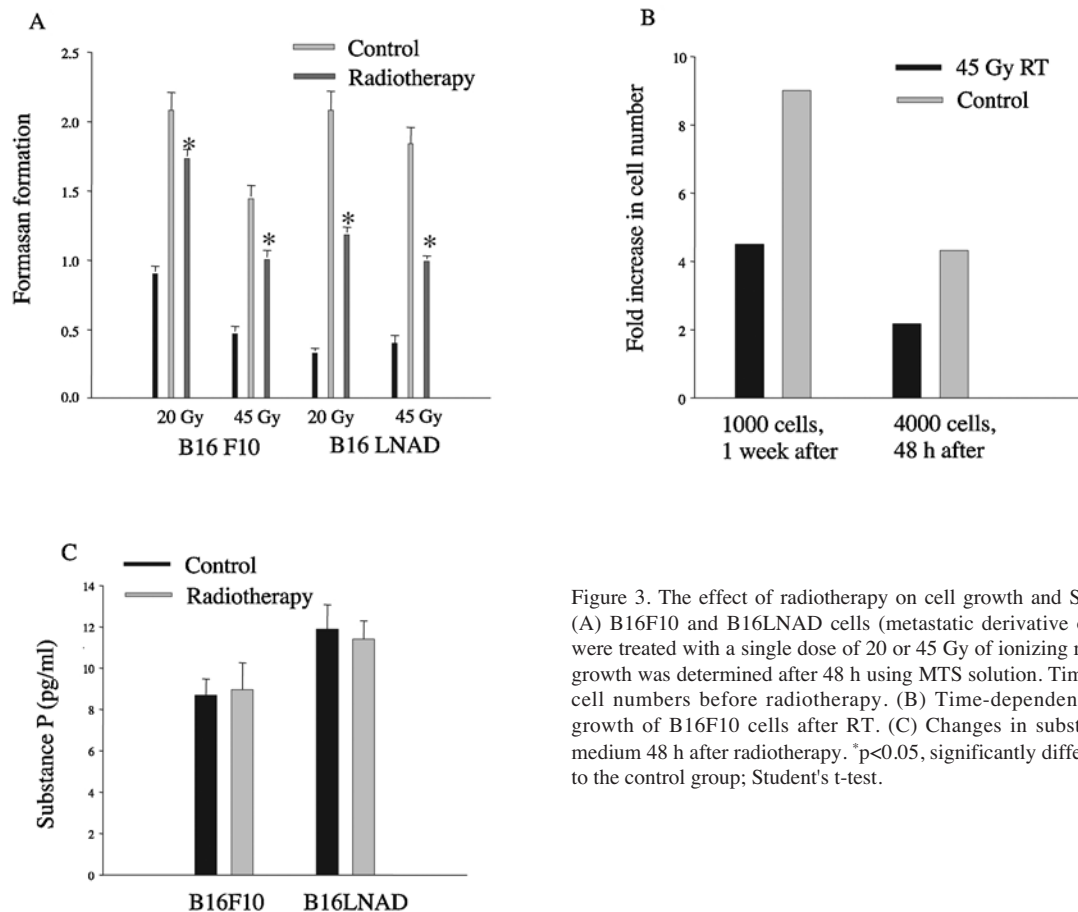 A
Control
Radiotherapy
2.5
2.0
1.5
1.0
0.5
0.0
Formasan formation
* * * *
20 Gy 45 Gy 20 Gy 45 Gy
B16 F10 B16 LNAD
B
45 Gy RT
Control
10
8
6
4
2
0
Fold increase in cell number
1000 cells, 4000 cells,
1 week after 48 h after
C
Control
Radiotherapy
14
12
10
8
6
4
2
0
Substance P (pg/ml)
B16F10 B16LNAD
Figure 3. The effect of radiotherapy on cell growth and S
(A) B16F10 and B16LNAD cells (metastatic derivative
were treated with a single dose of 20 or 45 Gy of ionizing
growth was determined after 48 h using MTS solution. Tim
cell numbers before radiotherapy. (B) Time-dependen
growth of B16F10 cells after RT. (C) Changes in subst
medium 48 h after radiotherapy. *p<0.05, significantly diffe
to the control group; Student's t-test.